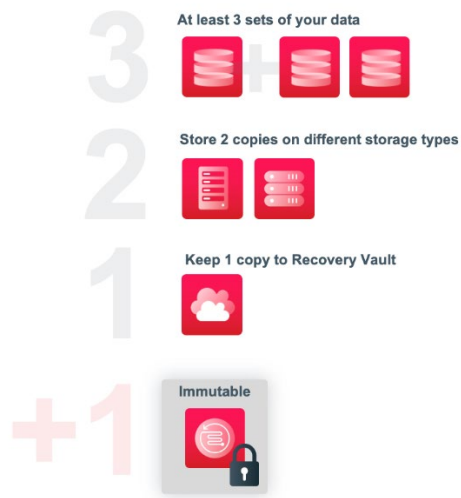 3
At least 3 sets of your data
+
2
Store 2 copies on different storage types
1
Keep 1 copy to Recovery Vault
+1
Immutable